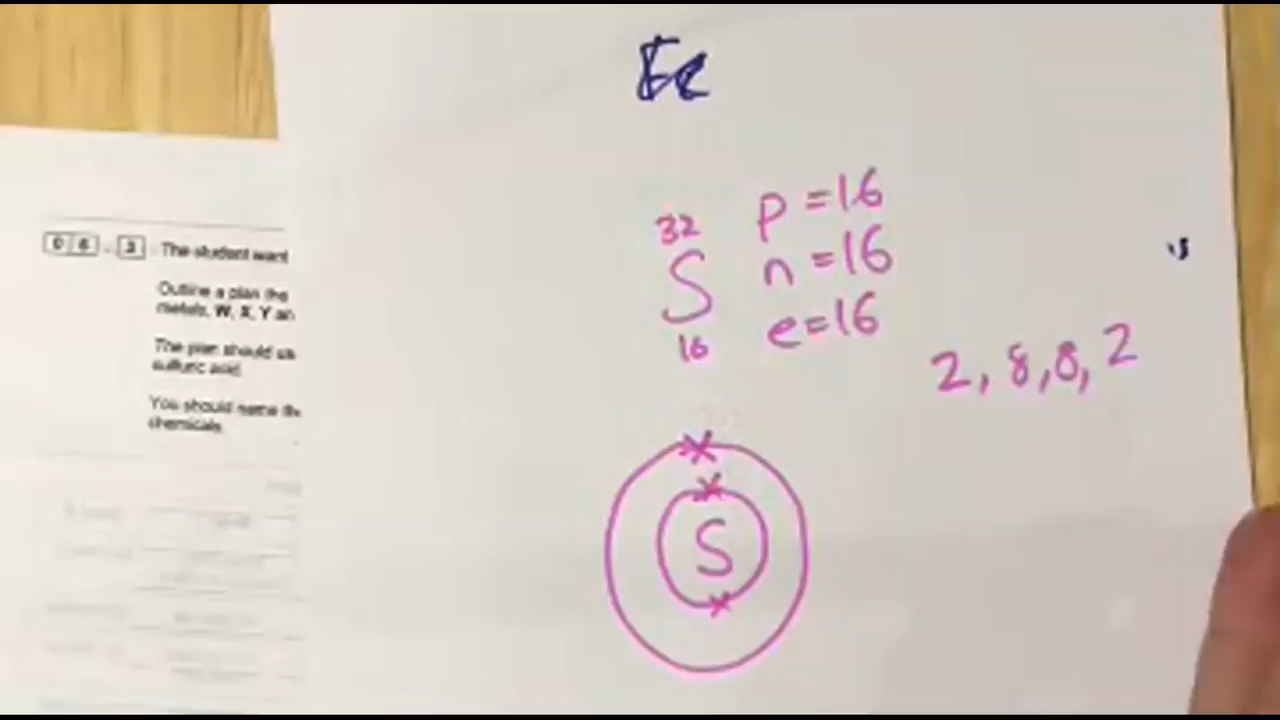 Fe
32
S
16
p = 16
n = 16
e = 16
2, 8, 8, 2
S
0 6 . 3 The student want
Outline a plan the
metals, W, X, Y an
The plan should us
sulfuric acid.
You should name the
chemicals.